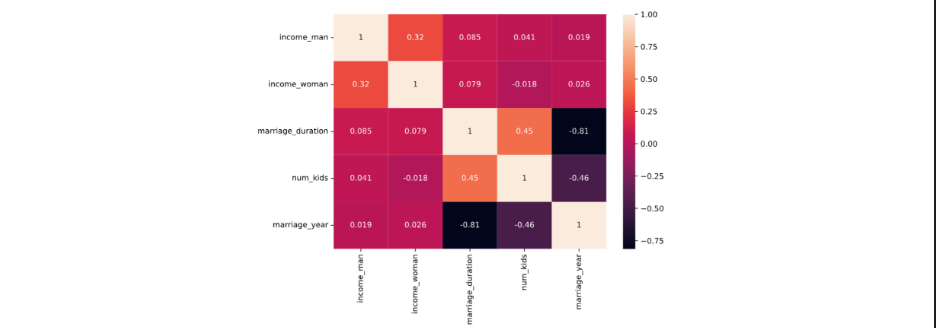 1.00
income_man 1 0.32 0.085 0.041 0.019
0.75
income_woman 0.32 1 0.079 -0.018 0.026
0.50
0.25
marriage_duration 0.085 0.079 1 0.45 -0.81
0.00
num_kids 0.041 -0.018 0.45 1 -0.46
−0.25
−0.50
marriage_year 0.019 0.026 -0.81 -0.46 1
−0.75
income_man
income_woman
marriage_duration
num_kids
marriage_year